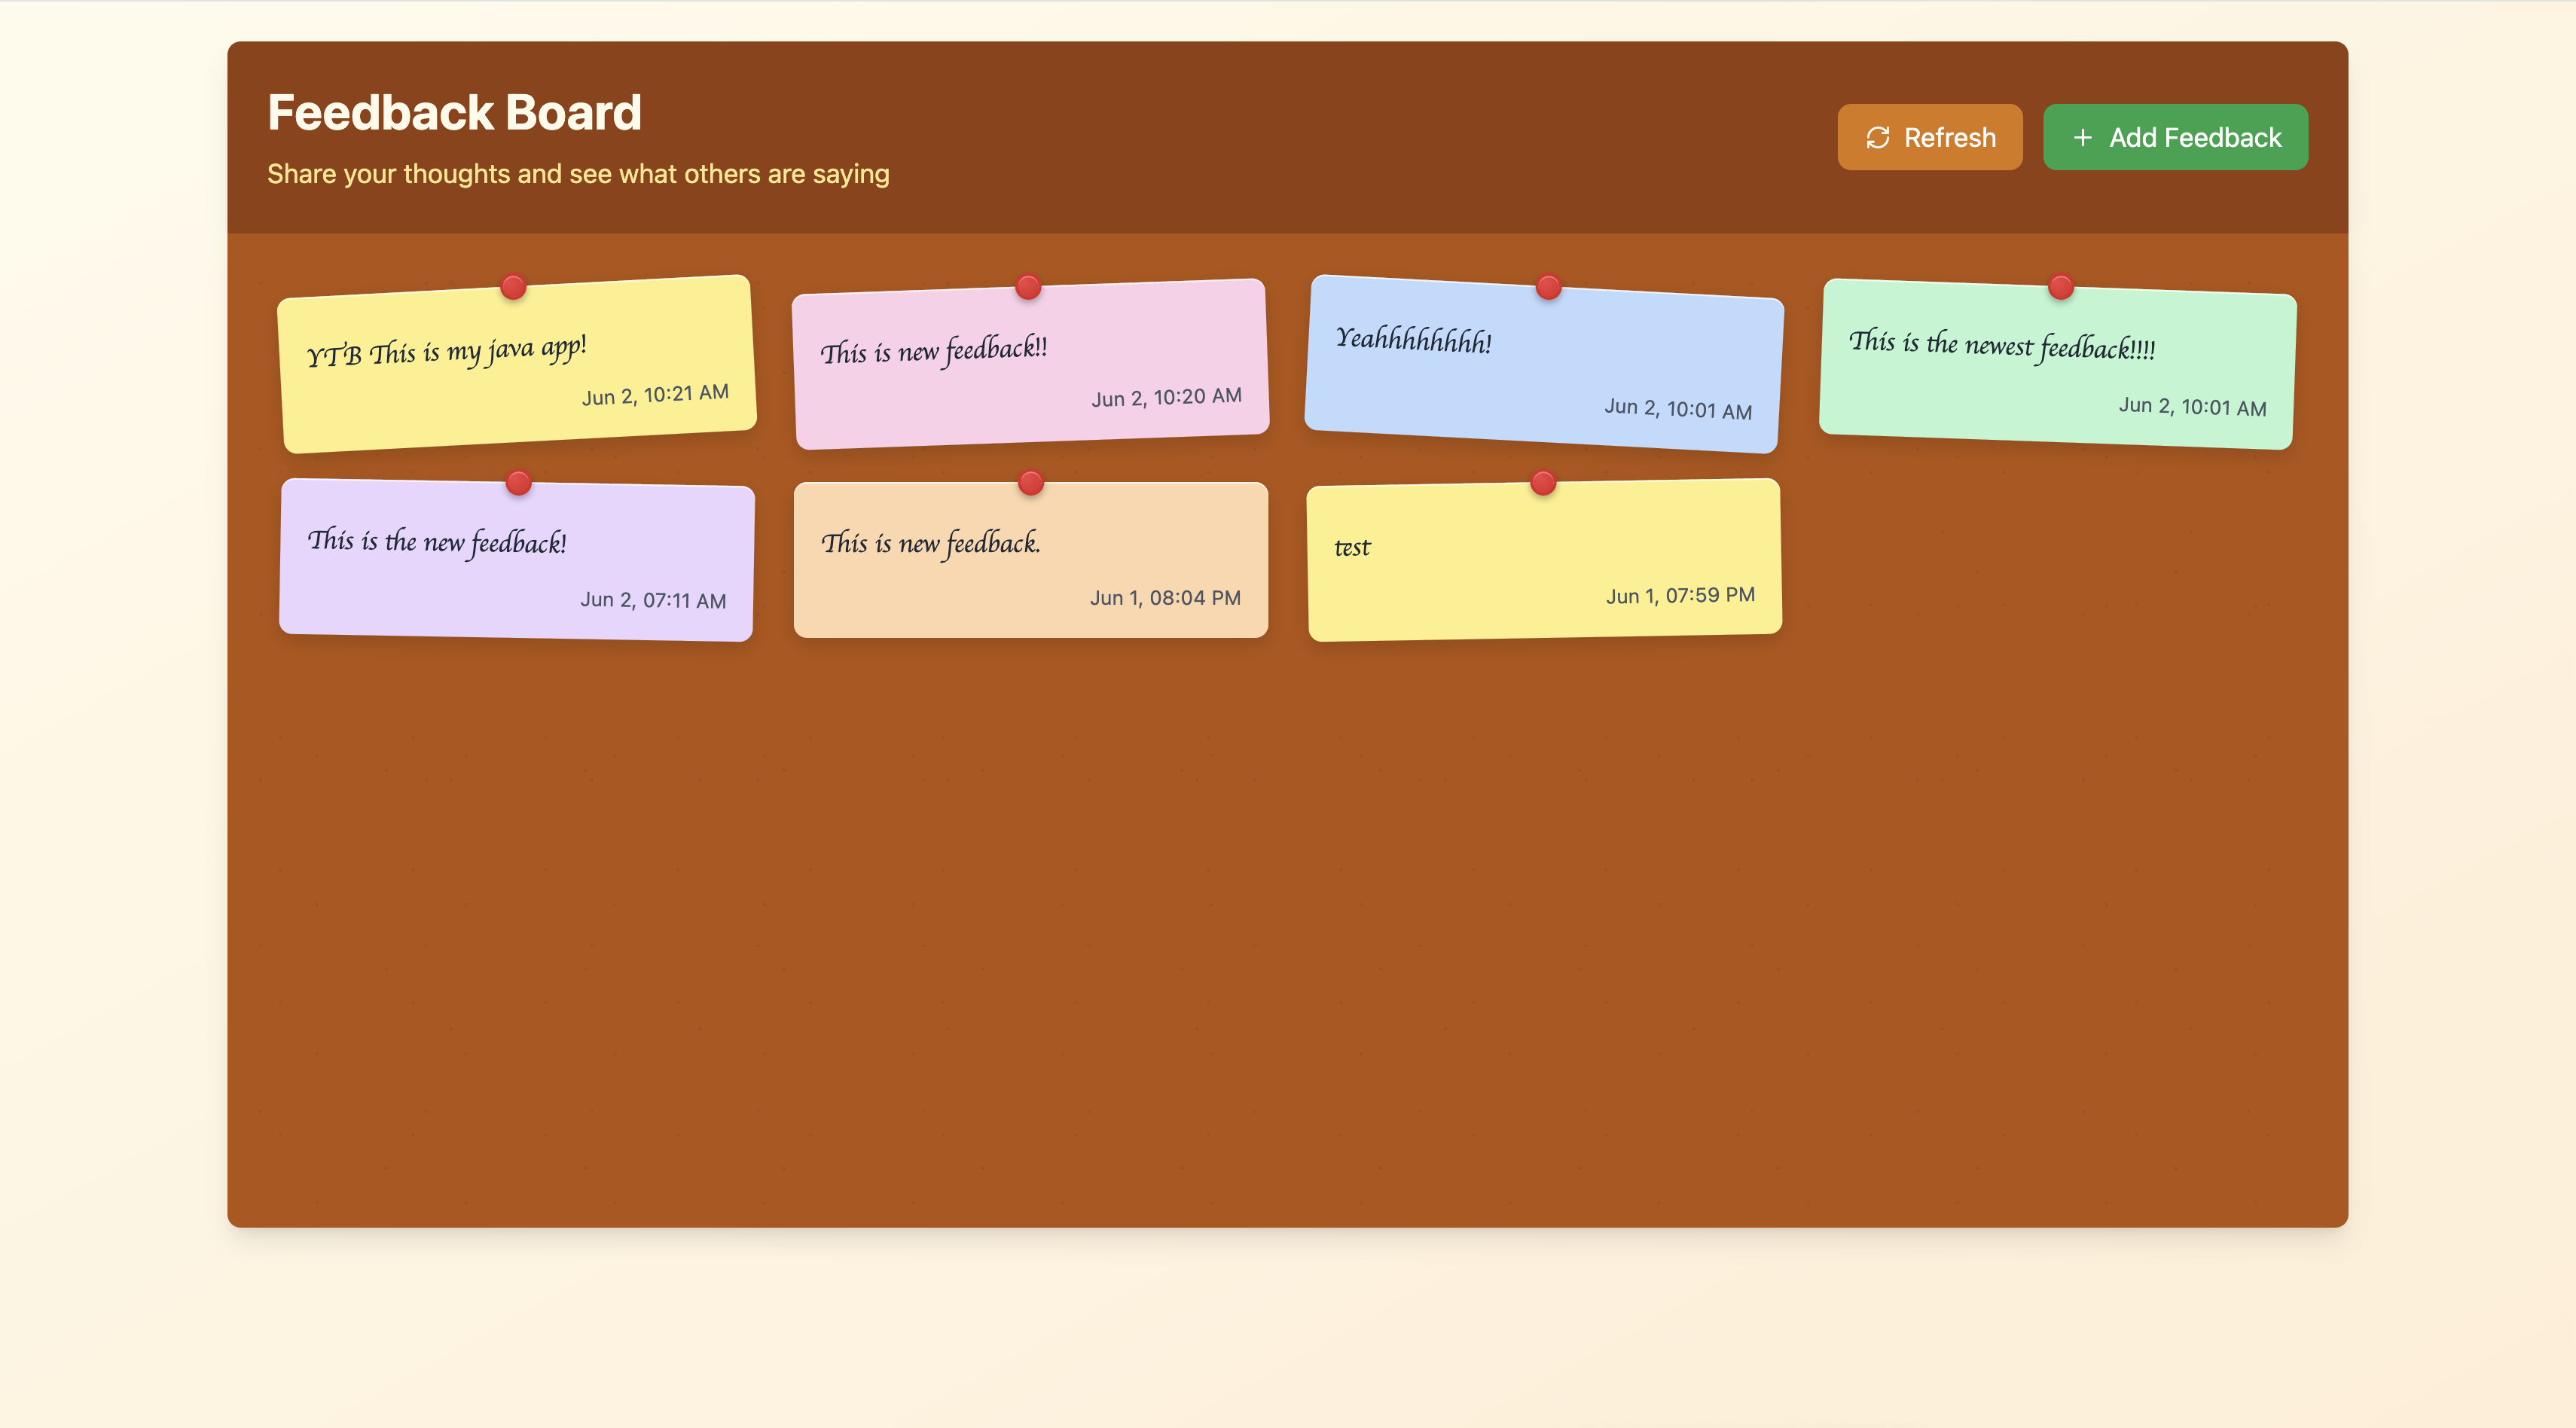 Feedback Board
Share your thoughts and see what others are saying
Refresh
Add Feedback
YTB This is my java app!
Jun 2, 10:21 AM
This is new feedback!!
Jun 2, 10:20 AM
Yeahhhhhhhhh!
Jun 2, 10:01 AM
This is the newest feedback!!!!
Jun 2, 10:01 AM
This is the new feedback!
Jun 2, 07:11 AM
This is new feedback.
Jun 1, 08:04 PM
test
Jun 1, 07:59 PM